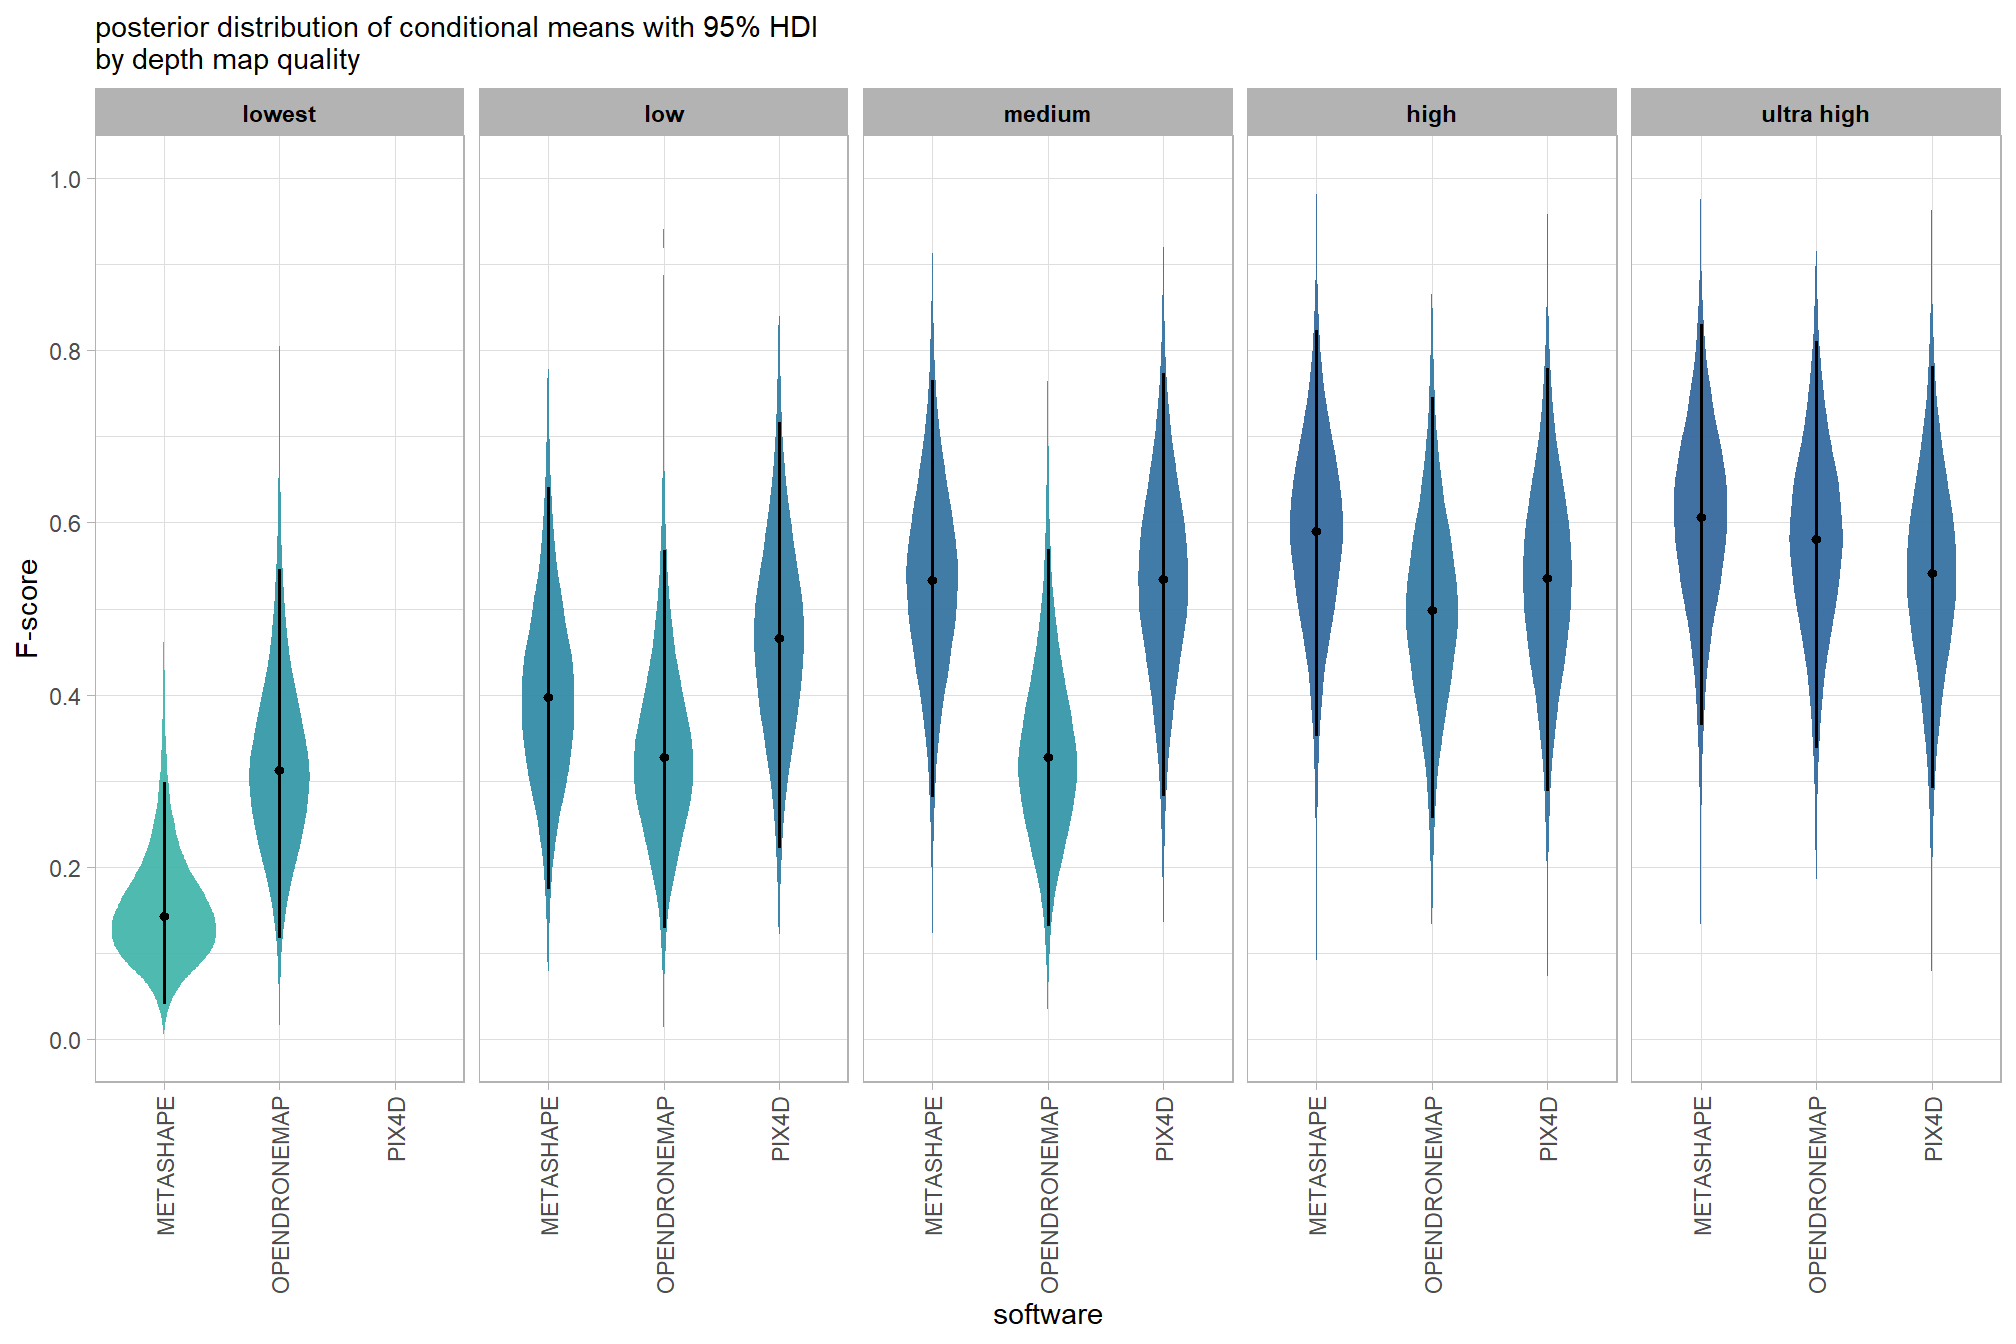 posterior distribution of conditional means with 95% HDI
by depth map quality
lowest
low
medium
high
ultra high
F-score
1.0
0.8
0.6
0.4
0.2
0.0
METASHAPE
OPENDRONEMAP
PIX4D
METASHAPE
OPENDRONEMAP
PIX4D
METASHAPE
OPENDRONEMAP
PIX4D
METASHAPE
OPENDRONEMAP
PIX4D
METASHAPE
OPENDRONEMAP
PIX4D
software